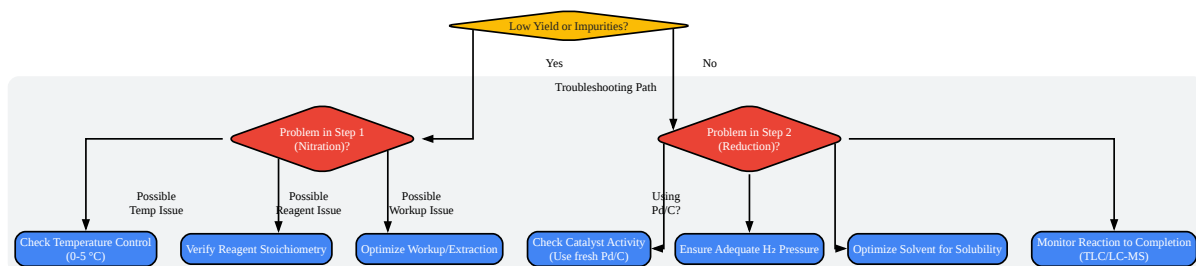 Low Yield or Impurities?
Yes
No
Troubleshooting Path
Problem in Step 1
(Nitration)?
Problem in Step 2
(Reduction)?
Possible
Temp Issue
Possible
Reagent Issue
Possible
Workup Issue
Using
Pd/C?
Check Temperature Control
(0-5 °C)
Verify Reagent Stoichiometry
Optimize Workup/Extraction
Check Catalyst Activity
(Use fresh Pd/C)
Ensure Adequate H₂ Pressure
Optimize Solvent for Solubility
Monitor Reaction to Completion
(TLC/LC-MS)